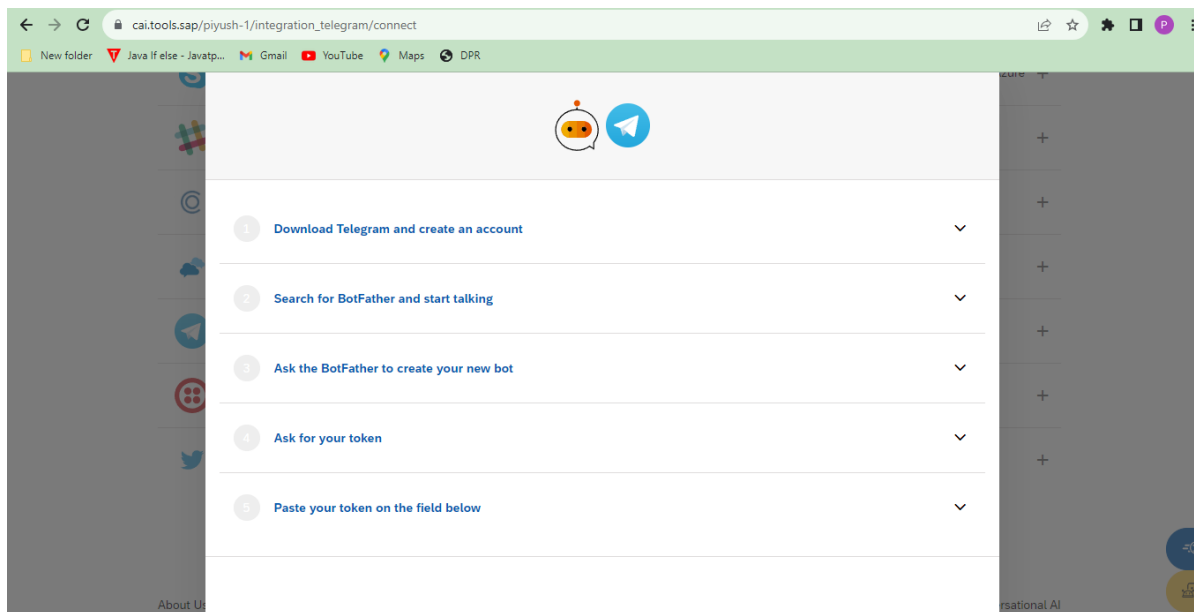 cai.tools.sap/piyush-1/integration_telegram/connect
P
New folder Java If else - Javatp... Gmail YouTube Maps DPR
1 Download Telegram and create an account
2 Search for BotFather and start talking
3 Ask the BotFather to create your new bot
4 Ask for your token
5 Paste your token on the field below
About Us
ersational AI